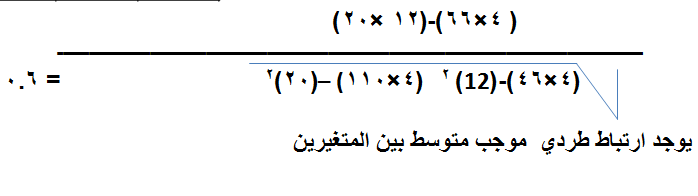 ( ٤×٦٦)-(١٢ ×٢٠)
(٤×٤٦)-(12)٢ (٤×١١٠) –(٢٠)٢ = ٠.٦
يوجد ارتباط طردي موجب متوسط بين المتغيرين